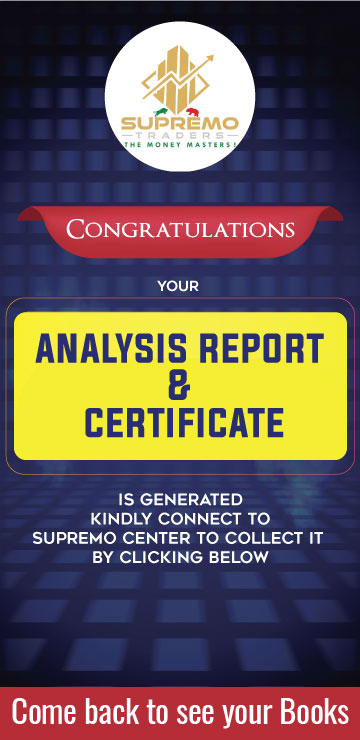 SUPREMO
TRADERS
THE MONEY MASTERS!
CONGRATULATIONS
YOUR
ANALYSIS REPORT
&
CERTIFICATE
IS GENERATED
KINDLY CONNECT TO
SUPREMO CENTER TO COLLECT IT
BY CLICKING BELOW
Come back to see your Books